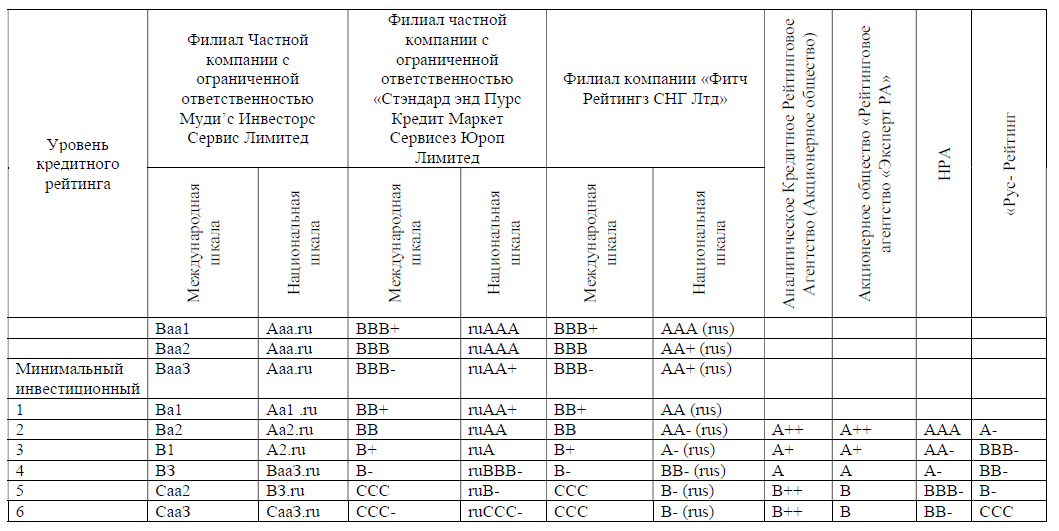 Уровень
кредитного
рейтинга
Филиал Частной
компании с
ограниченной
ответственностью
Муди`с Инвесторс
Сервис Лимитед
Филиал частной
компании с
ограниченной
ответственностью
«Стэндард энд Пурс
Кредит Маркет
Сервисез Юроп
Лимитед
Филиал компании «Фитч
Рейтингз СНГ Лтд»
Аналитическое Кредитное Рейтинговое
Агентство (Акционерное общество)
Акционерное общество «Рейтинговое
агентство «Эксперт РА»
НРА
«Рус- Рейтинг
Международная
шкала
Национальная
шкала
Международная
шкала
Национальная
шкала
Международная
шкала
Национальная
шкала
Baa1 Aaa.ru BBB+ ruAAA BBB+ AAA (rus)
Baa2 Aaa.ru BBB ruAAA BBB AA+ (rus)
Минимальный
инвестиционный
Baa3 Aaa.ru BBB- ruAA+ BBB- AA+ (rus)
1 Ba1 Aa1 .ru BB+ ruAA+ BB+ AA (rus)
2 Ba2 Aa2.ru BB ruAA BB AA- (rus) A++ A++ AAA A-
3 B1 A2.ru B+ ruA B+ A- (rus) A+ A+ AA- BBB-
4 B3 Baa3.ru B- ruBBB- B- BB- (rus) A A A- BB-
5 Caa2 B3.ru CCC ruB- CCC B- (rus) B++ B BBB- B-
6 Caa3 Caa3.ru CCC- ruCCC- CCC B- (rus) B++ B BB- CCC